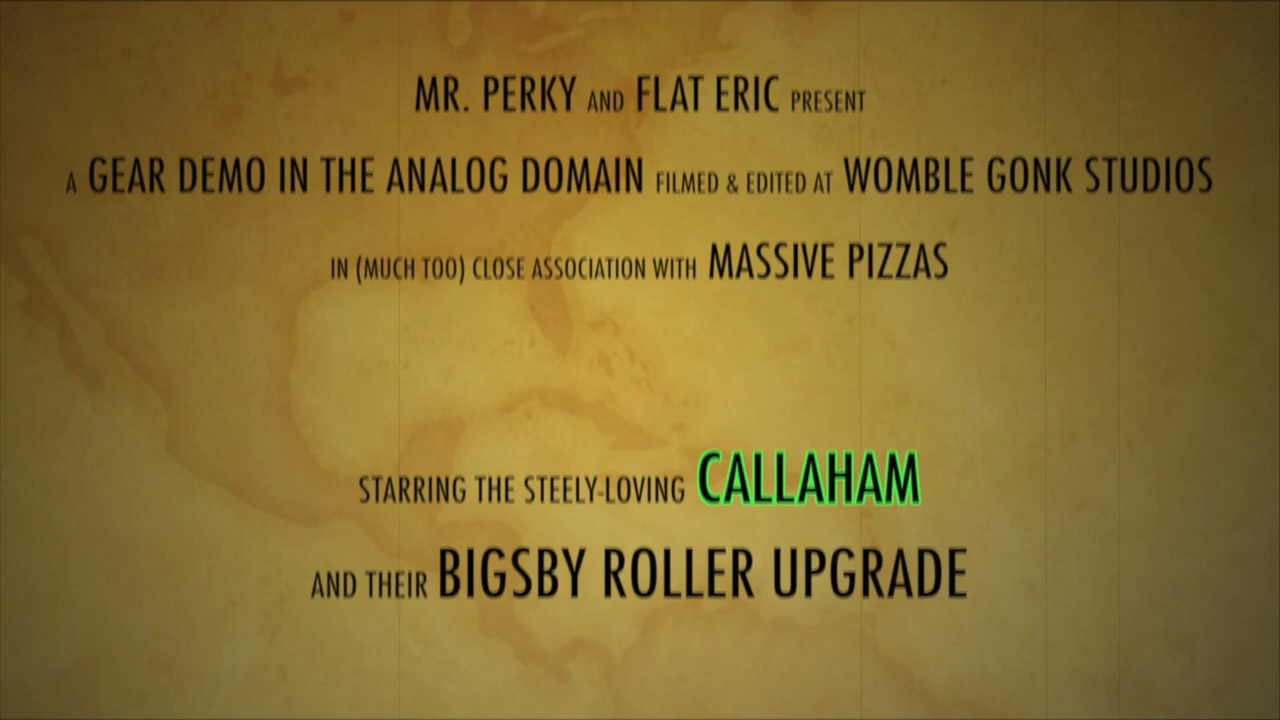 MR. PERKY AND FLAT ERIC PRESENT
A GEAR DEMO IN THE ANALOG DOMAIN FILMED & EDITED AT WOMBLE GONK STUDIOS
IN (MUCH TOO) CLOSE ASSOCIATION WITH MASSIVE PIZZAS
STARRING THE STEELY-LOVING CALLAHAM
AND THEIR BIGSBY ROLLER UPGRADE